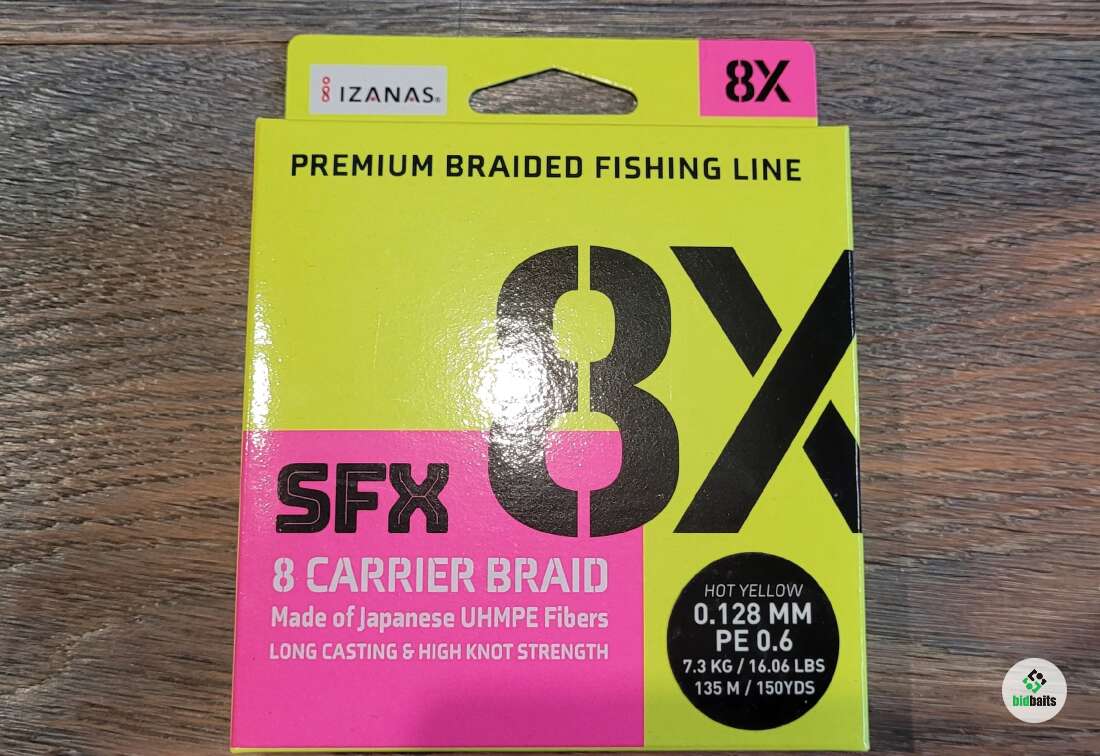 IZANAS®
8X
PREMIUM BRAIDED FISHING LINE
8X
SFX
8 CARRIER BRAID
Made of Japanese UHMPE Fibers
LONG CASTING & HIGH KNOT STRENGTH
HOT YELLOW
0.128 MM
PE 0.6
7.3 KG / 16.06 LBS
135 M / 150YDS
bidbaits